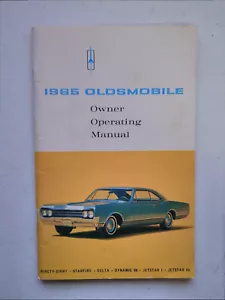 1965 OLDSMOBILE
Owner
Operating
Manual
NINETY-EIGHT • STARFIRE • DELTA • DYNAMIC 88 • JETSTAR I • JETSTAR 88